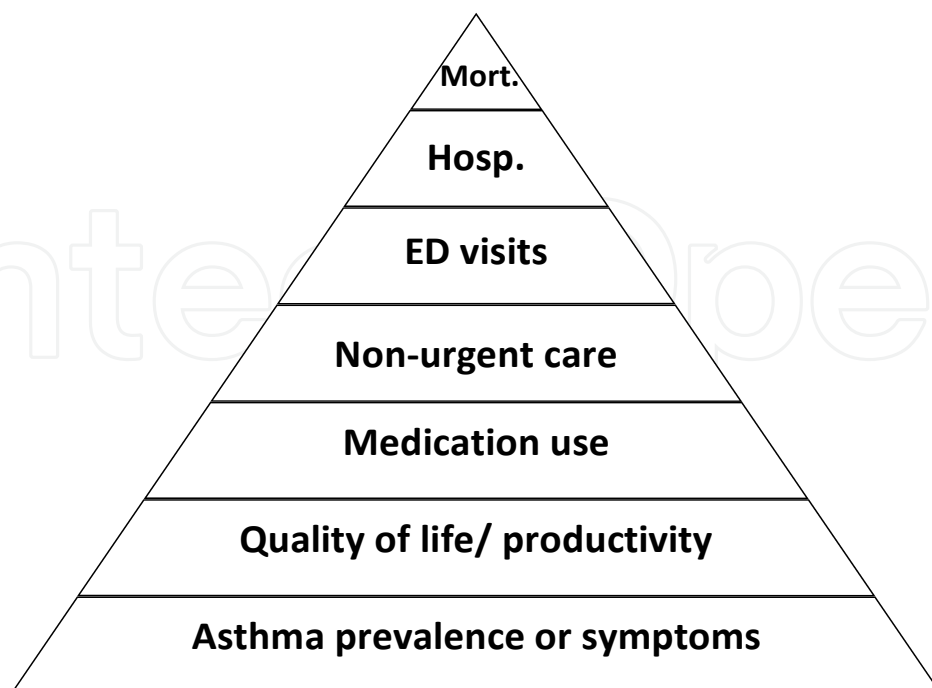 Mort.
Hosp.
ED visits
Non-urgent care
Medication use
Quality of life/ productivity
Asthma prevalence or symptoms